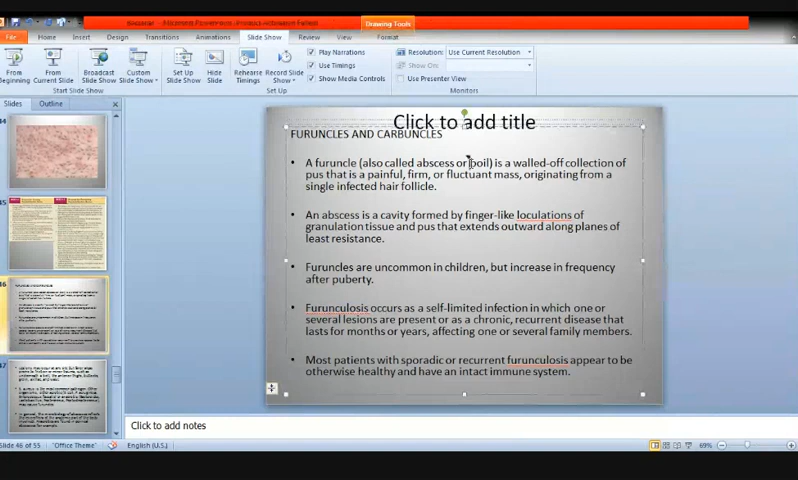 Drawing Tools
File
Home
Insert
Design
Transitions
Animations
Slide Show
Review
View
Format
From Beginning
From Current Slide
Broadcast Slide Show
Custom Slide Show
Set Up Slide Show
Hide Slide
Rehearse Timings
Record Slide Show
Play Narrations
Use Timings
Show Media Controls
Resolution:
Use Current Resolution
Show On:
Use Presenter View
Start Slide Show
Set Up
Monitors
Slides
Outline
44
45
46
47
Click to add title
FURUNCLES AND CARBUNCLES
• A furuncle (also called abscess or boil) is a walled-off collection of
pus that is a painful, firm, or fluctuant mass, originating from a
single infected hair follicle.
• An abscess is a cavity formed by finger-like loculations of
granulation tissue and pus that extends outward along planes of
least resistance.
• Furuncles are uncommon in children, but increase in frequency
after puberty.
• Furunculosis occurs as a self-limited infection in which one or
several lesions are present or as a chronic, recurrent disease that
lasts for months or years, affecting one or several family members.
• Most patients with sporadic or recurrent furunculosis appear to be
otherwise healthy and have an intact immune system.
Click to add notes
Slide 46 of 55
"Office Theme"
English (U.S.)
69%